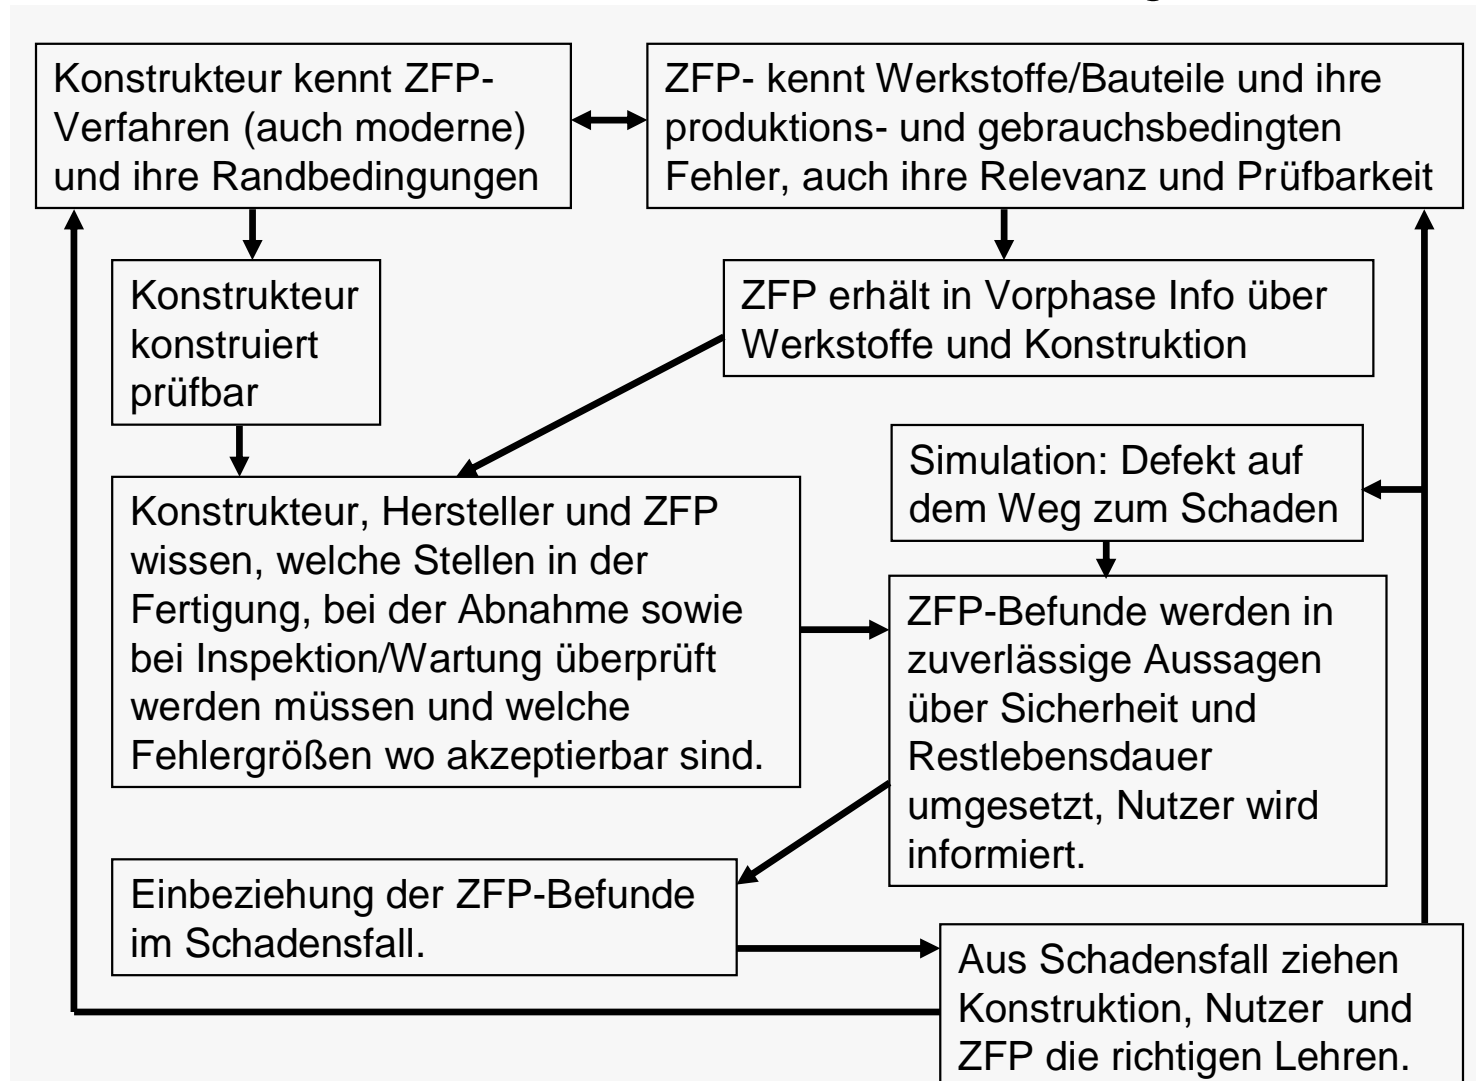 Konstrukteur kennt ZFP-
Verfahren (auch moderne)
und ihre Randbedingungen
ZFP- kennt Werkstoffe/Bauteile und ihre
produktions- und gebrauchsbedingten
Fehler, auch ihre Relevanz und Prüfbarkeit
Konstrukteur
konstruiert
prüfbar
ZFP erhält in Vorphase Info über
Werkstoffe und Konstruktion
Simulation: Defekt auf
dem Weg zum Schaden
Konstrukteur, Hersteller und ZFP
wissen, welche Stellen in der
Fertigung, bei der Abnahme sowie
bei Inspektion/Wartung überprüft
werden müssen und welche
Fehlergrößen wo akzeptierbar sind.
ZFP-Befunde werden in
zuverlässige Aussagen
über Sicherheit und
Restlebensdauer
umgesetzt, Nutzer wird
informiert.
Einbeziehung der ZFP-Befunde
im Schadensfall.
Aus Schadensfall ziehen
Konstruktion, Nutzer und
ZFP die richtigen Lehren.